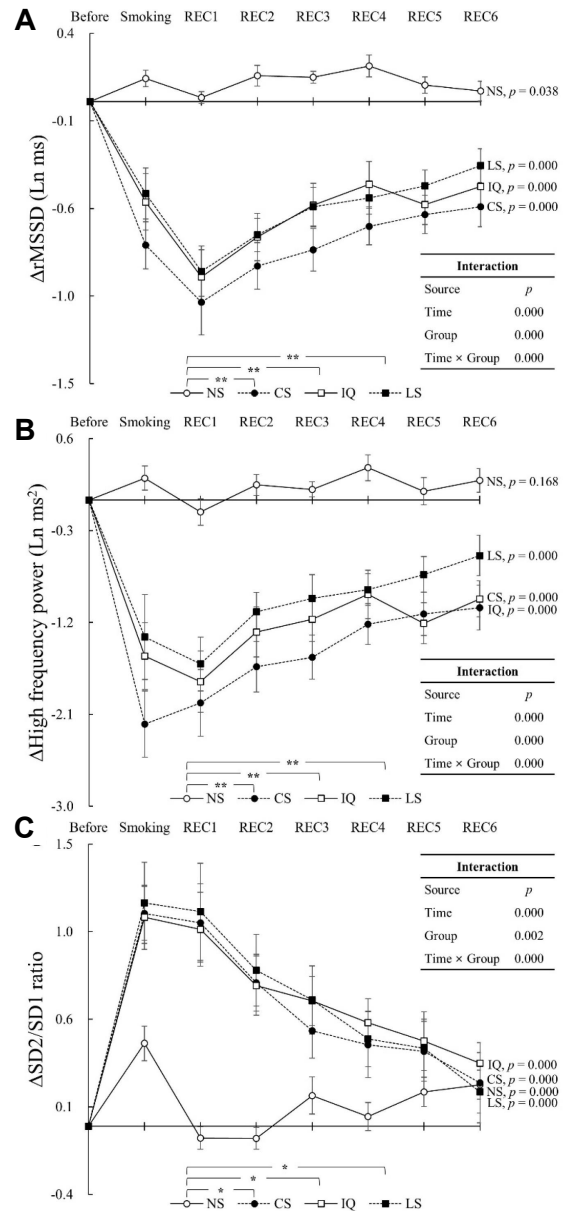 A
Before Smoking REC1 REC2 REC3 REC4 REC5 REC6
0.4
-0.1
-0.6
-1.0
-1.5
ΔrMSSD (Ln ms)
NS, p = 0.038
LS, p = 0.000
IQ, p = 0.000
CS, p = 0.000
Interaction
Source p
Time 0.000
Group 0.000
Time × Group 0.000
**
**
**
NS CS IQ LS
B
Before Smoking REC1 REC2 REC3 REC4 REC5 REC6
0.6
-0.3
-1.2
-2.1
-3.0
ΔHigh frequency power (Ln ms²)
NS, p = 0.168
LS, p = 0.000
CS, p = 0.000
IQ, p = 0.000
Interaction
Source p
Time 0.000
Group 0.000
Time × Group 0.000
**
**
**
NS CS IQ LS
C
Before Smoking REC1 REC2 REC3 REC4 REC5 REC6
1.5
1.0
0.6
0.1
-0.4
ΔSD2/SD1 ratio
Interaction
Source p
Time 0.000
Group 0.002
Time × Group 0.000
IQ, p = 0.000
CS, p = 0.000
NS, p = 0.000
LS, p = 0.000
*
*
*
NS CS IQ LS